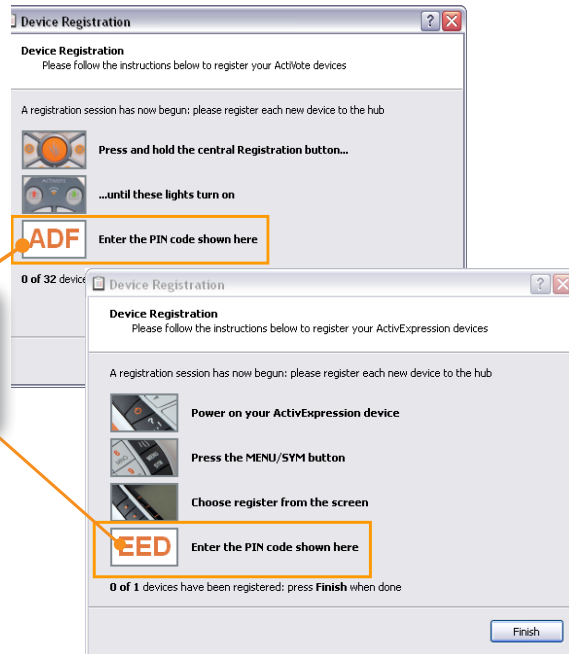 Device Registration
Device Registration
Please follow the instructions below to register your ActiVote devices
A registration session has now begun: please register each new device to the hub
Press and hold the central Registration button...
...until these lights turn on
ADF
Enter the PIN code shown here
0 of 32 device
Device Registration
Device Registration
Please follow the instructions below to register your ActivExpression devices
A registration session has now begun: please register each new device to the hub
Power on your ActivExpression device
Press the MENU/SYM button
Choose register from the screen
EED
Enter the PIN code shown here
0 of 1 devices have been registered: press Finish when done
Finish